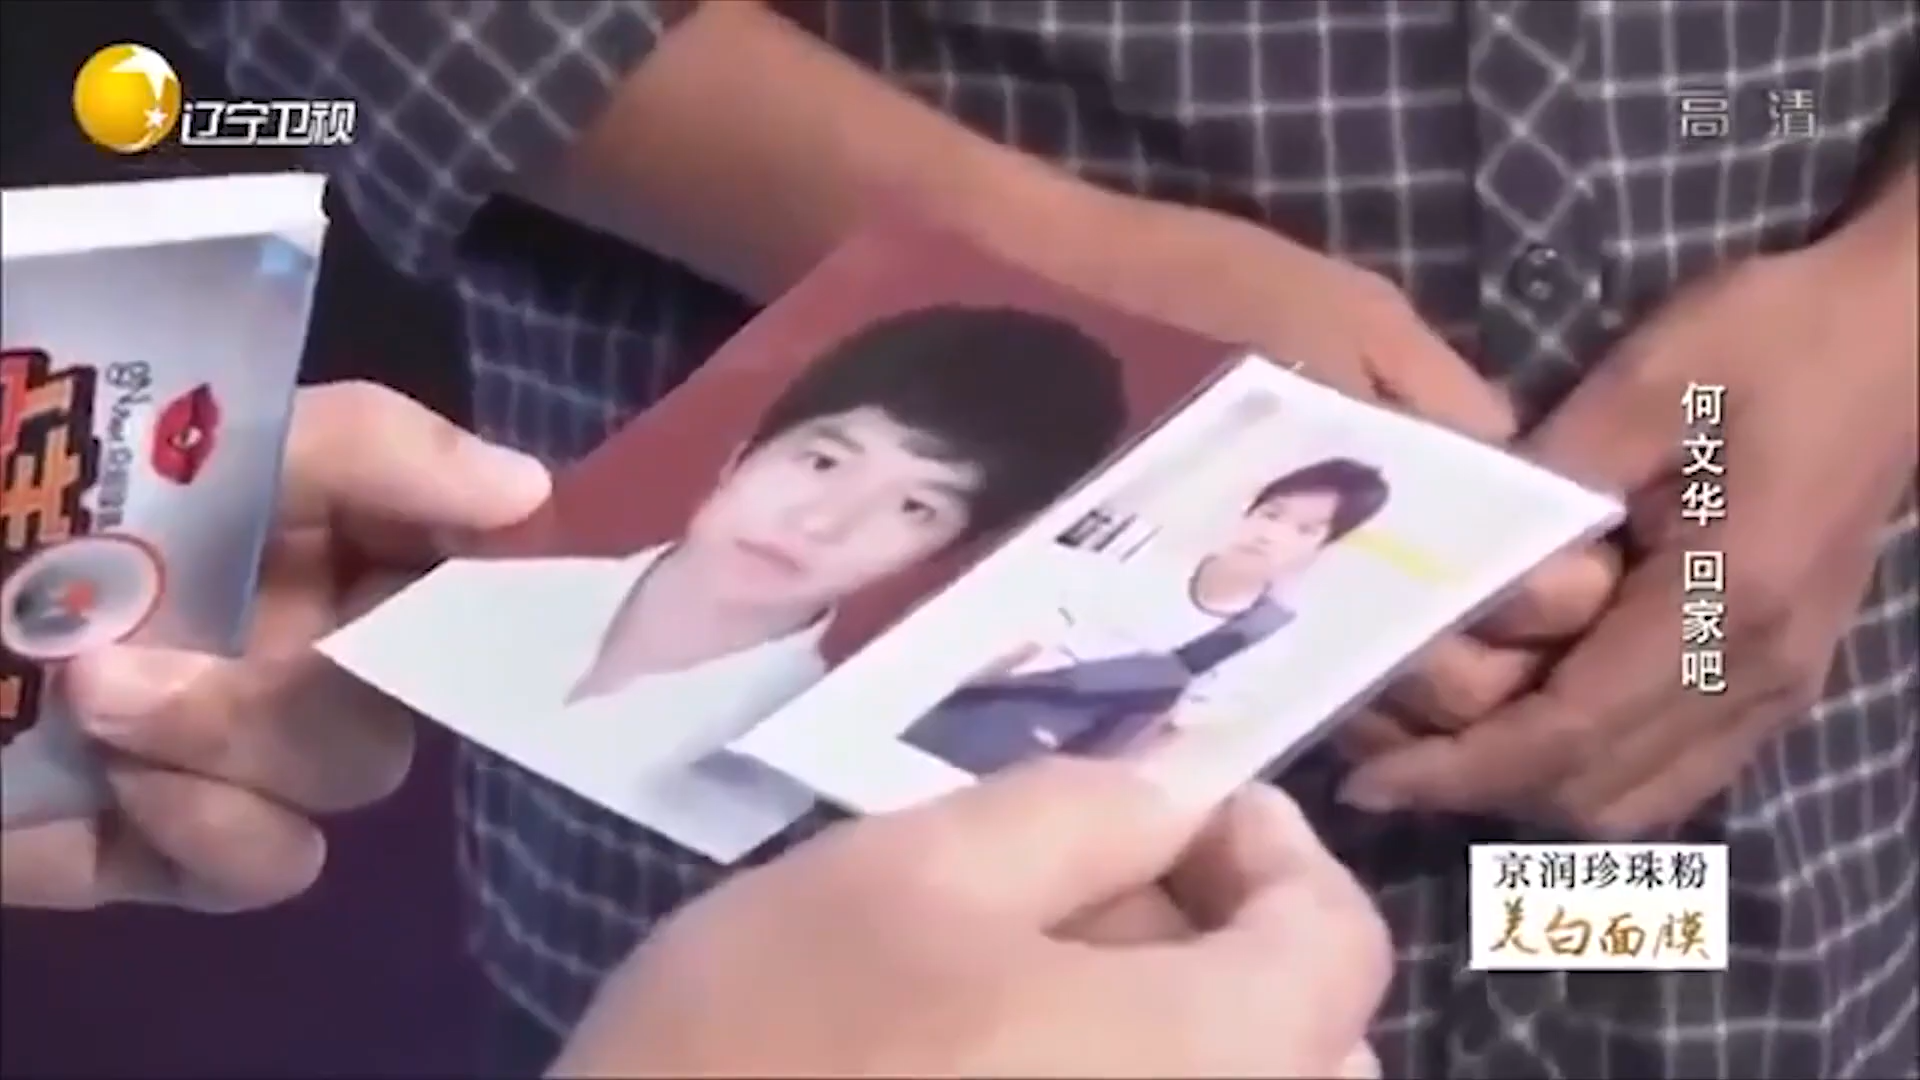 辽宁卫视
高清
何文华 回家吧
京润珍珠粉
美白面膜